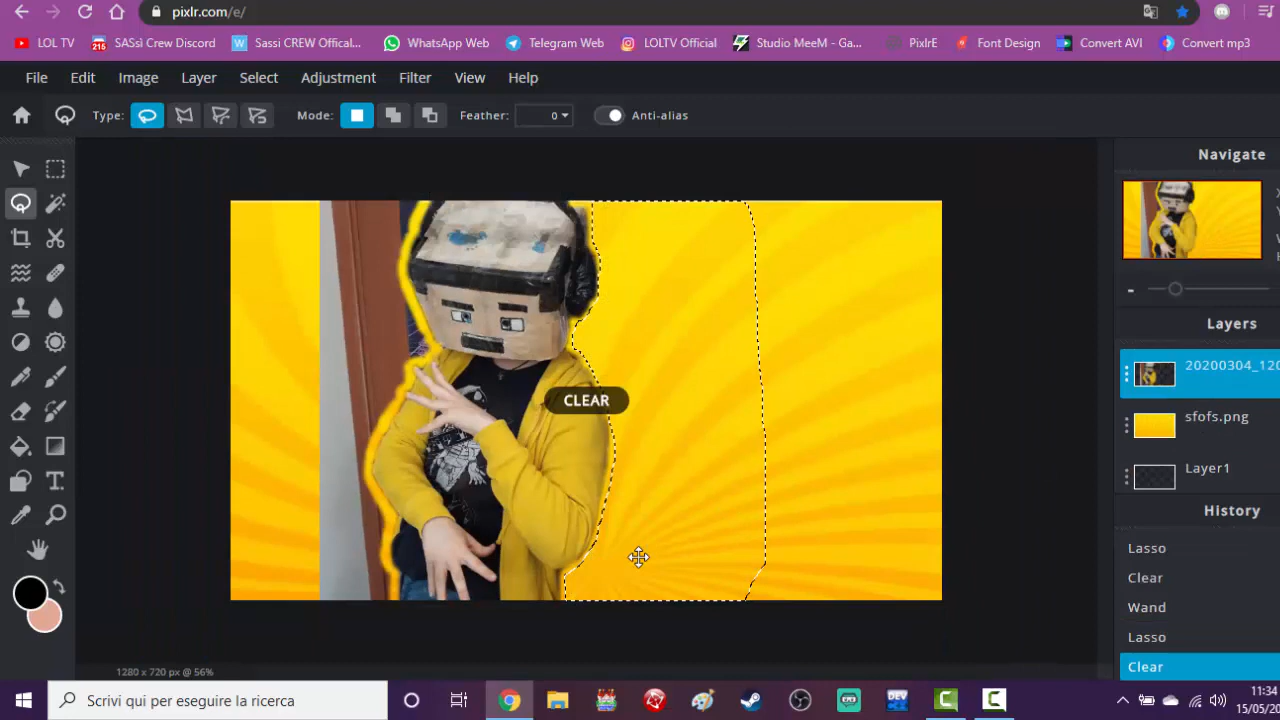 pixlr.com/e/
LOL TV
215
SASsì Crew Discord
W
Sassi CREW Offical...
WhatsApp Web
Telegram Web
LOLTV Official
Studio MeeM - Ga...
PixlrE
Font Design
Convert AVI
Convert mp3
File Edit Image Layer Select Adjustment Filter View Help
Type: Mode: Feather: 0 Anti-alias
Navigate
CLEAR
Layers
20200304_120
sfofs.png
Layer1
History
Lasso
Clear
Wand
Lasso
Clear
1280 x 720 px @ 56%
Scrivi qui per eseguire la ricerca
DEV
11:34
15/05/20